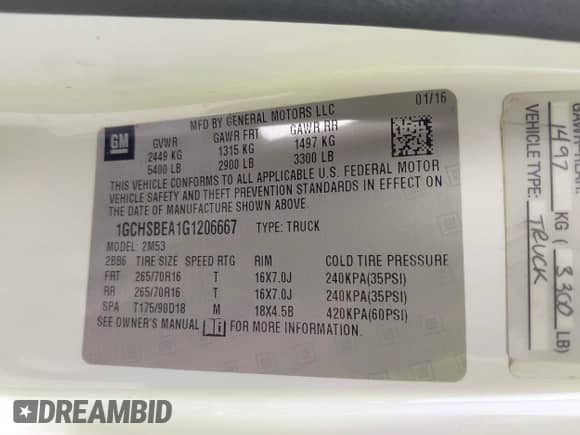 GM
MFD BY GENERAL MOTORS LLC 01/16
GVWR GAWR FRT GAWR RR
2449 KG 1315 KG 1497 KG
5400 LB 2900 LB 3300 LB
THIS VEHICLE CONFORMS TO ALL APPLICABLE U.S. FEDERAL MOTOR
VEHICLE SAFETY AND THEFT PREVENTION STANDARDS IN EFFECT ON
THE DATE OF MANUFACTURE SHOWN ABOVE.
1GCHSBEA1G1206667 TYPE: TRUCK
MODEL: 2M53
2BB6 TIRE SIZE SPEED RTG RIM COLD TIRE PRESSURE
FRT 265/70R16 T 16X7.0J 240KPA(35PSI)
RR 265/70R16 T 16X7.0J 240KPA(35PSI)
SPA T175/90D18 M 18X4.5B 420KPA(60PSI)
SEE OWNER'S MANUAL FOR MORE INFORMATION.
1497 KG ( 3300 LB)
VEHICLE TYPE: TRUCK
DREAMBID